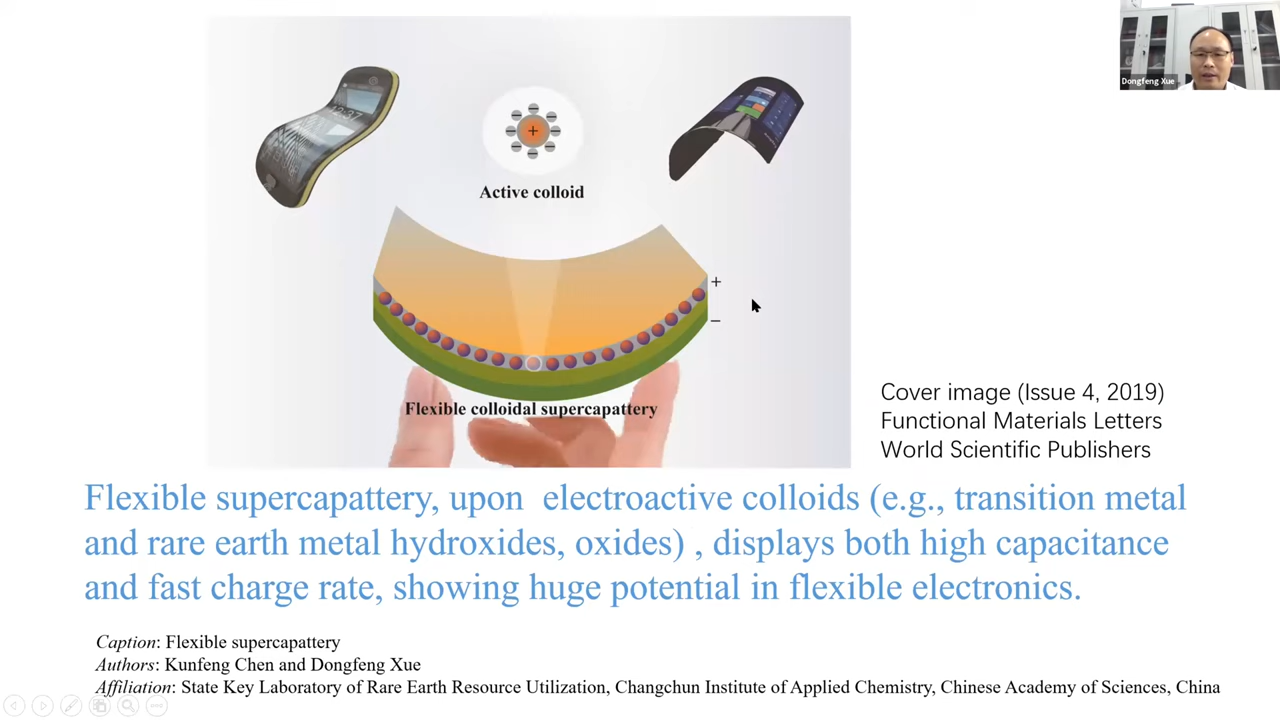 Dongfeng Xue
12:37
+
Active colloid
+
−
Flexible colloidal supercapattery
Cover image (Issue 4, 2019)
Functional Materials Letters
World Scientific Publishers
Flexible supercapattery, upon electroactive colloids (e.g., transition metal
and rare earth metal hydroxides, oxides) , displays both high capacitance
and fast charge rate, showing huge potential in flexible electronics.
Caption: Flexible supercapattery
Authors: Kunfeng Chen and Dongfeng Xue
Affiliation: State Key Laboratory of Rare Earth Resource Utilization, Changchun Institute of Applied Chemistry, Chinese Academy of Sciences, China